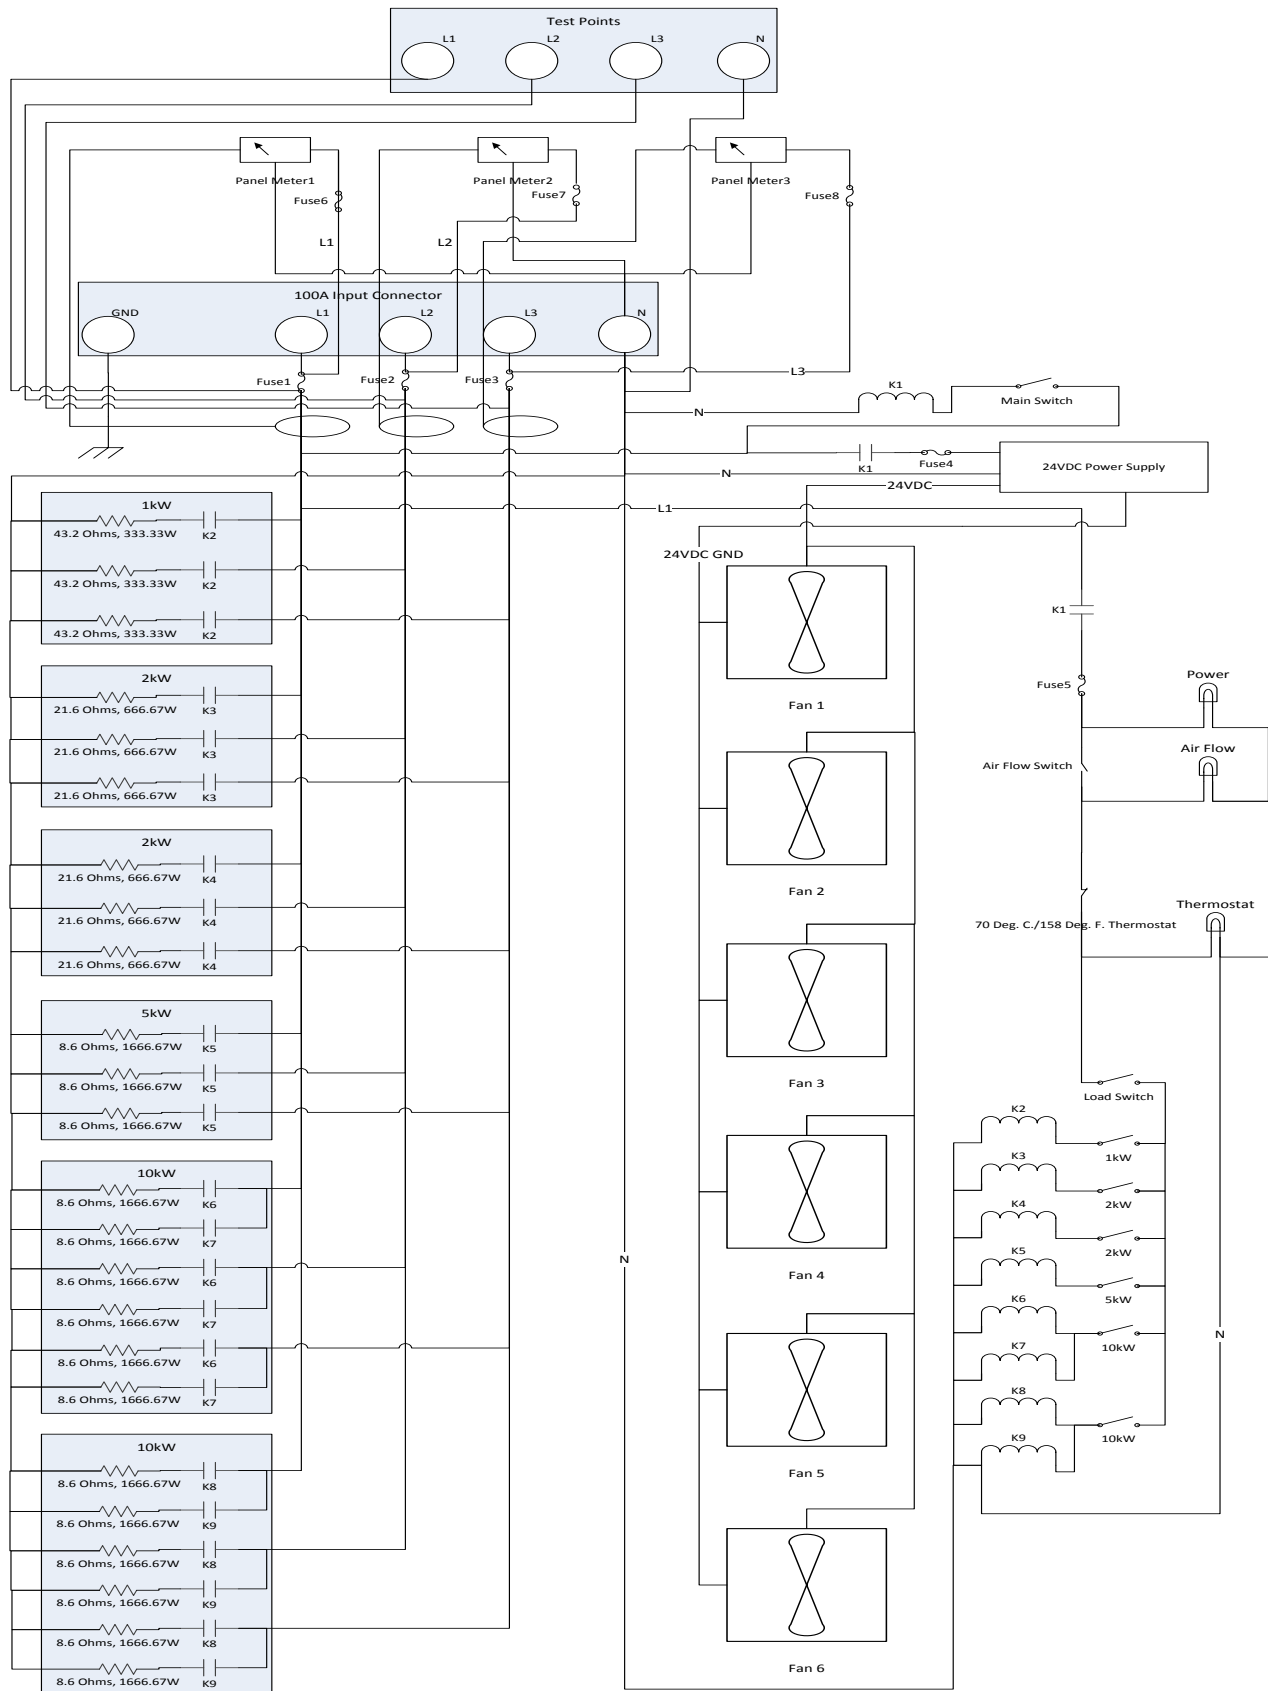 Test Points
L1
L2
L3
N
Panel Meter1
Panel Meter2
Panel Meter3
Fuse6
Fuse7
Fuse8
L1
L2
100A Input Connector
GND
L1
L2
L3
N
Fuse1
Fuse2
Fuse3
L3
K1
Main Switch
N
K1
Fuse4
24VDC Power Supply
N
24VDC
L1
24VDC GND
1kW
43.2 Ohms, 333.33W
K2
43.2 Ohms, 333.33W
K2
43.2 Ohms, 333.33W
K2
2kW
21.6 Ohms, 666.67W
K3
21.6 Ohms, 666.67W
K3
21.6 Ohms, 666.67W
K3
2kW
21.6 Ohms, 666.67W
K4
21.6 Ohms, 666.67W
K4
21.6 Ohms, 666.67W
K4
5kW
8.6 Ohms, 1666.67W
K5
8.6 Ohms, 1666.67W
K5
8.6 Ohms, 1666.67W
K5
10kW
8.6 Ohms, 1666.67W
K6
8.6 Ohms, 1666.67W
K7
8.6 Ohms, 1666.67W
K6
8.6 Ohms, 1666.67W
K7
8.6 Ohms, 1666.67W
K6
8.6 Ohms, 1666.67W
K7
10kW
8.6 Ohms, 1666.67W
K8
8.6 Ohms, 1666.67W
K9
8.6 Ohms, 1666.67W
K8
8.6 Ohms, 1666.67W
K9
8.6 Ohms, 1666.67W
K8
8.6 Ohms, 1666.67W
K9
N
Fan 1
Fan 2
Fan 3
Fan 4
Fan 5
Fan 6
K1
Fuse5
Power
Air Flow
Air Flow Switch
Thermostat
70 Deg. C./158 Deg. F. Thermostat
Load Switch
K2
1kW
K3
2kW
K4
2kW
K5
5kW
K6
10kW
K7
K8
10kW
K9
N